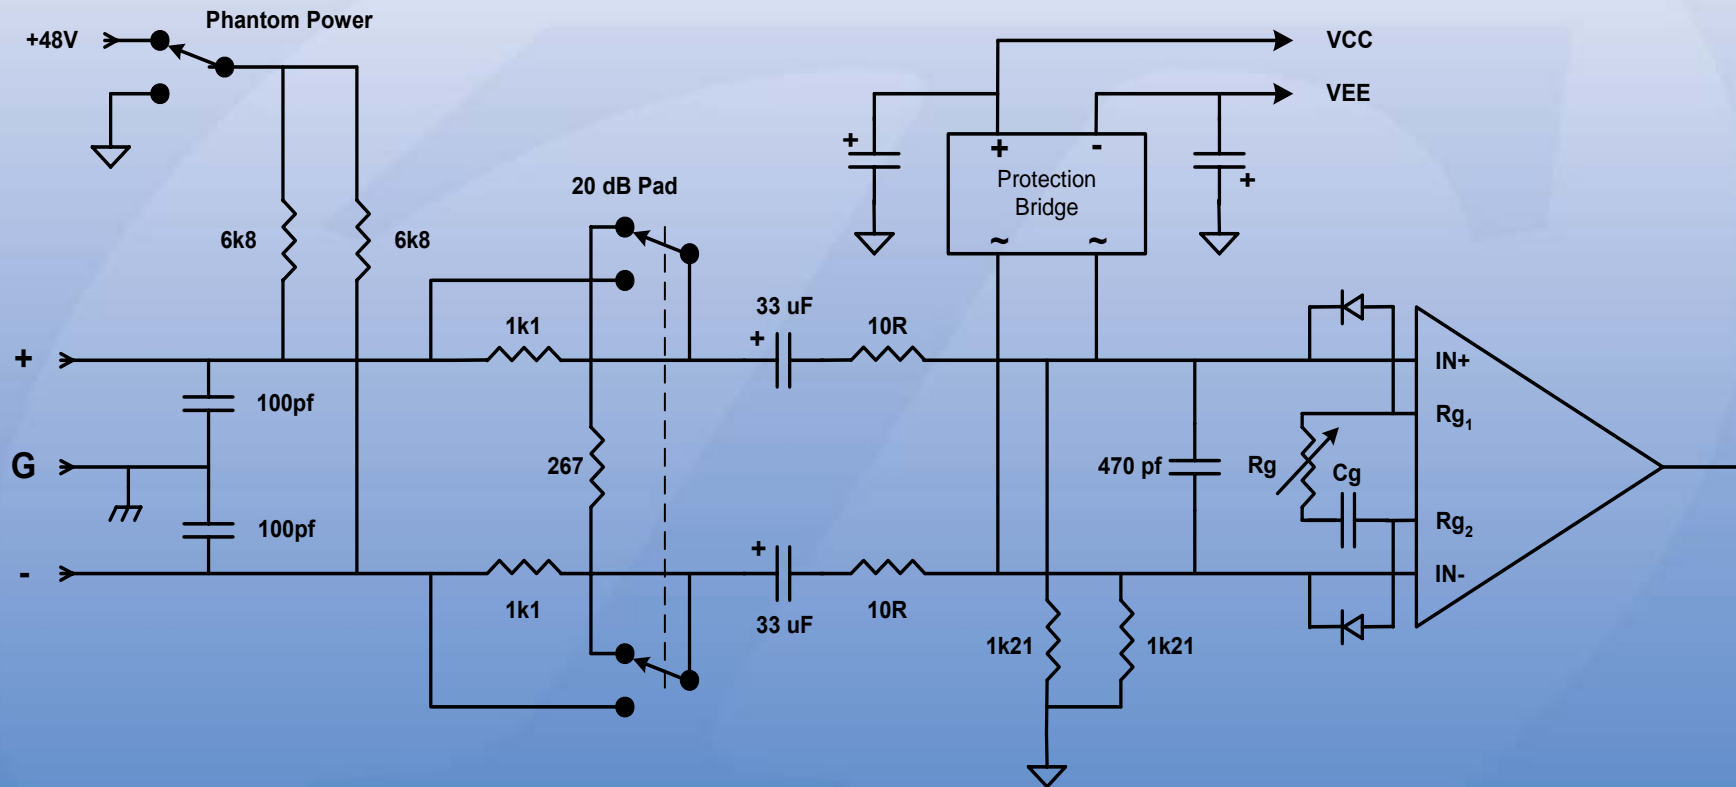 Phantom Power
+48V
VCC
VEE
+
+
+ -
Protection
Bridge
~ ~
20 dB Pad
6k8
6k8
33 uF
+
10R
1k1
+
100pf
IN+
Rg1
G
267
470 pf
Rg
Cg
100pf
Rg2
-
+
IN-
1k1
33 uF
10R
1k21
1k21